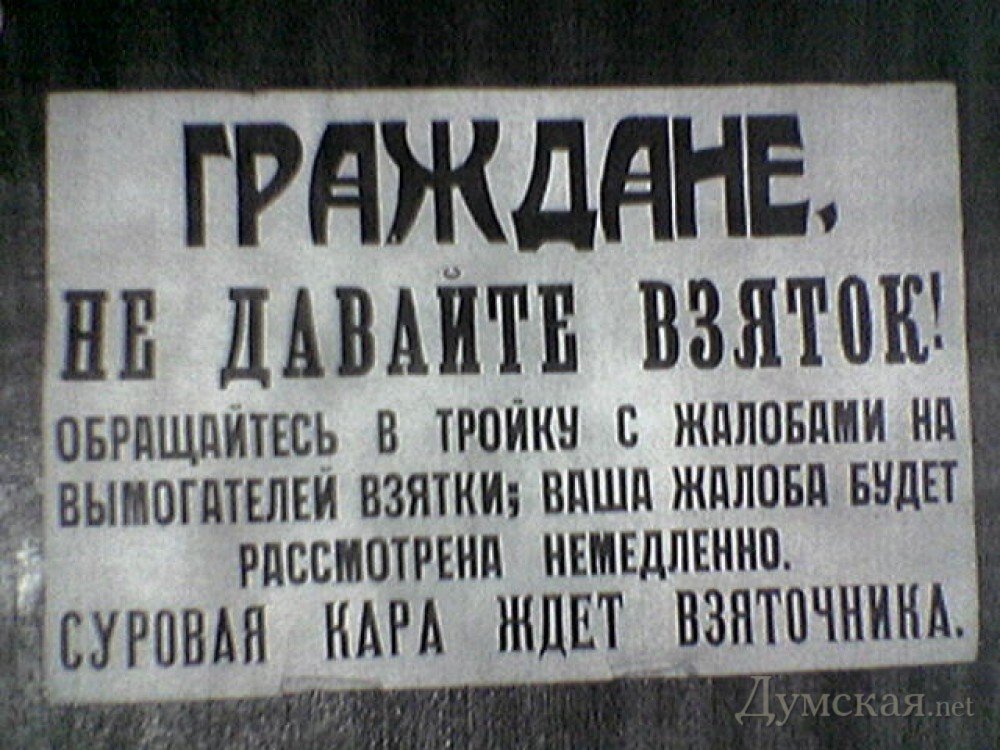 ГРАЖДАНЕ,
НЕ ДАВАЙТЕ ВЗЯТОК!
ОБРАЩАЙТЕСЬ В ТРОЙКУ С ЖАЛОБАМИ НА
ВЫМОГАТЕЛЕЙ ВЗЯТКИ; ВАША ЖАЛОБА БУДЕТ
РАССМОТРЕНА НЕМЕДЛЕННО.
СУРОВАЯ КАРА ЖДЕТ ВЗЯТОЧНИКА.
Думская.net